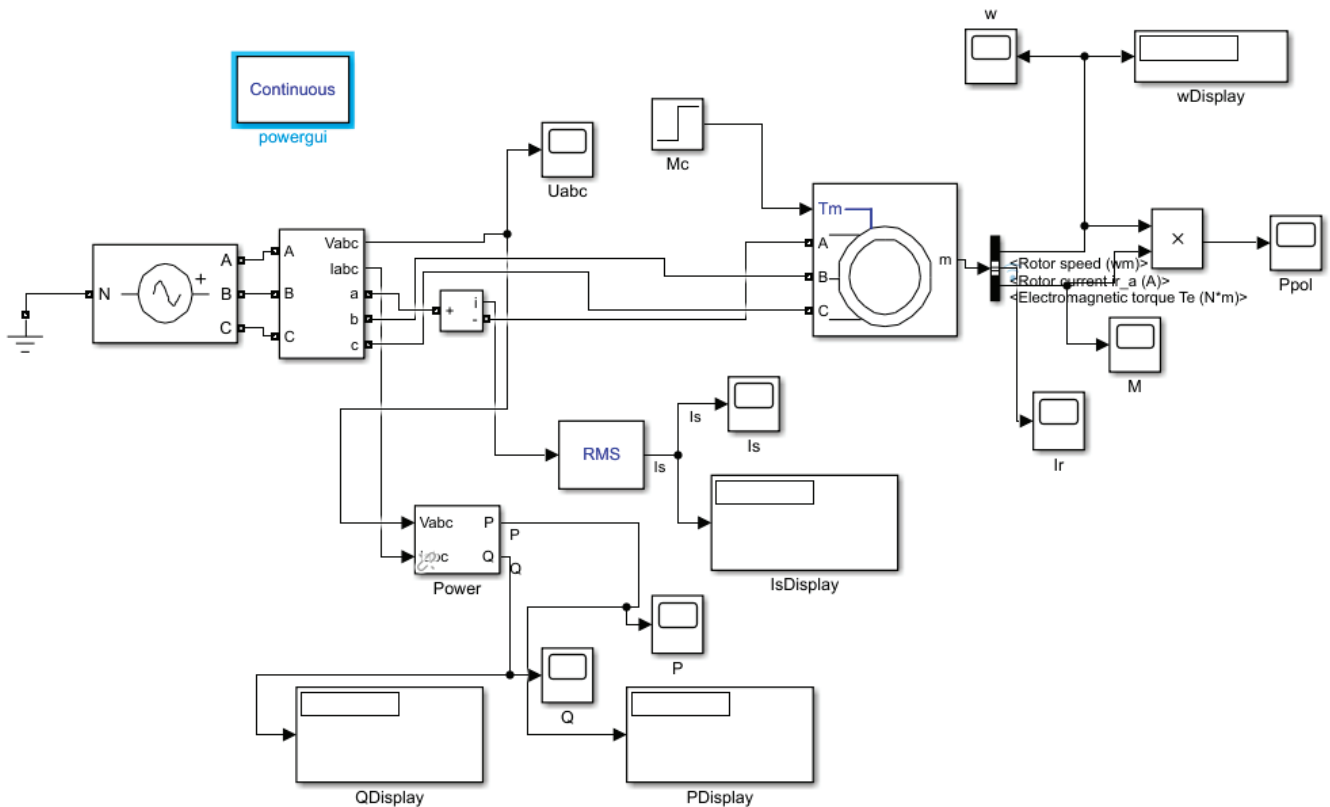 w
wDisplay
Continuous
powergui
Uabc
Mc
Tm
A
B
C
m
<Rotor speed (wm)>
<Rotor current ir_a (A)>
<Electromagnetic torque Te (N*m)>
×
Ppol
M
Ir
N
+
A
B
C
A
B
C
Vabc
Iabc
a
b
c
+
i
-
RMS
Is
Is
Is
IsDisplay
Vabc
P
Q
Power
P
Q
P
Q
QDisplay
PDisplay